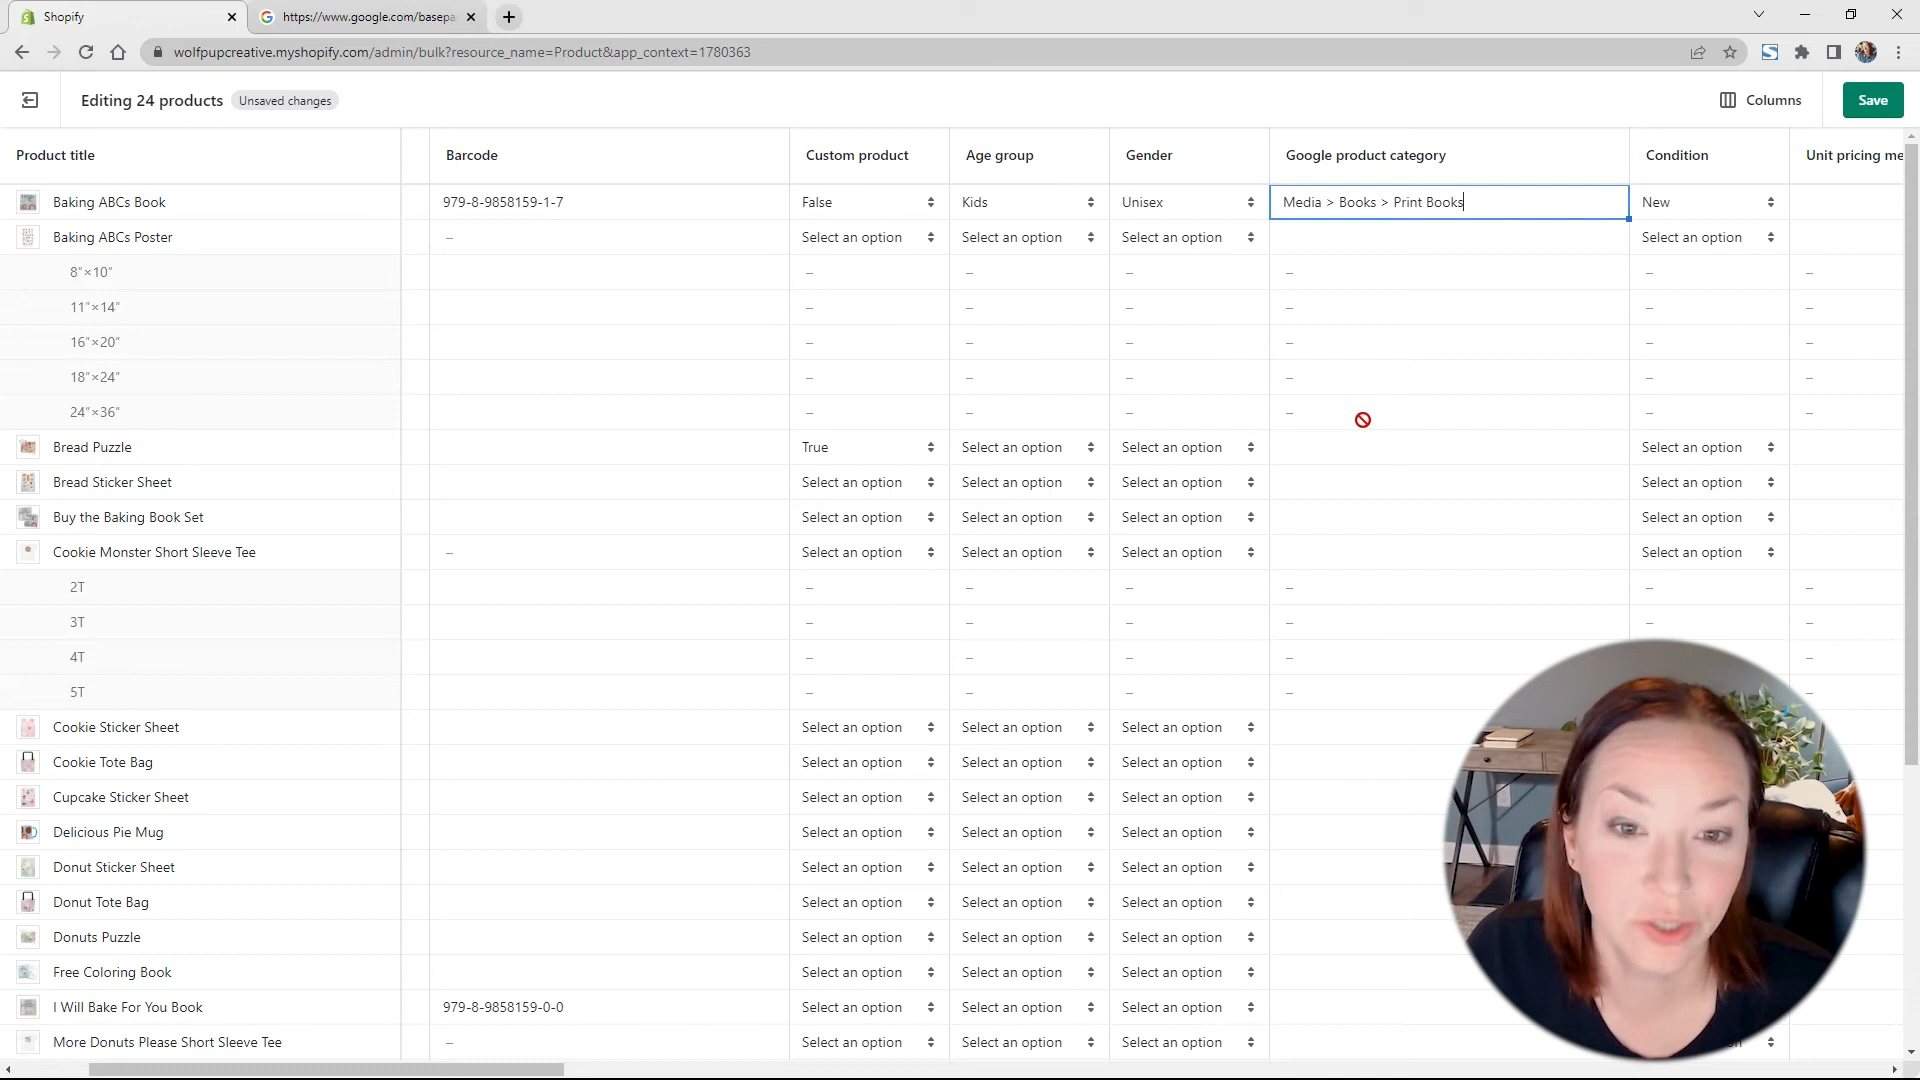 Shopify
https://www.google.com/basepa
wolfpupcreative.myshopify.com/admin/bulk?resource_name=Product&app_context=1780363
Editing 24 products Unsaved changes Columns Save
Product title Barcode Custom product Age group Gender Google product category Condition Unit pricing me
Baking ABCs Book 979-8-9858159-1-7 False Kids Unisex Media > Books > Print Books New
Baking ABCs Poster – Select an option Select an option Select an option Select an option
8″×10″ – – – – – –
11″×14″ – – – – – –
16″×20″ – – – – – –
18″×24″ – – – – – –
24″×36″ – – – – – –
Bread Puzzle True Select an option Select an option Select an option
Bread Sticker Sheet Select an option Select an option Select an option Select an option
Buy the Baking Book Set Select an option Select an option Select an option Select an option
Cookie Monster Short Sleeve Tee – Select an option Select an option Select an option Select an option
2T – – – – – –
3T – – – – – –
4T – – – – –
5T – – – – –
Cookie Sticker Sheet Select an option Select an option Select an option
Cookie Tote Bag Select an option Select an option Select an option
Cupcake Sticker Sheet Select an option Select an option Select an option
Delicious Pie Mug Select an option Select an option Select an option
Donut Sticker Sheet Select an option Select an option Select an option
Donut Tote Bag Select an option Select an option Select an option
Donuts Puzzle Select an option Select an option Select an option
Free Coloring Book Select an option Select an option Select an option
I Will Bake For You Book 979-8-9858159-0-0 Select an option Select an option Select an option
More Donuts Please Short Sleeve Tee – Select an option Select an option Select an option